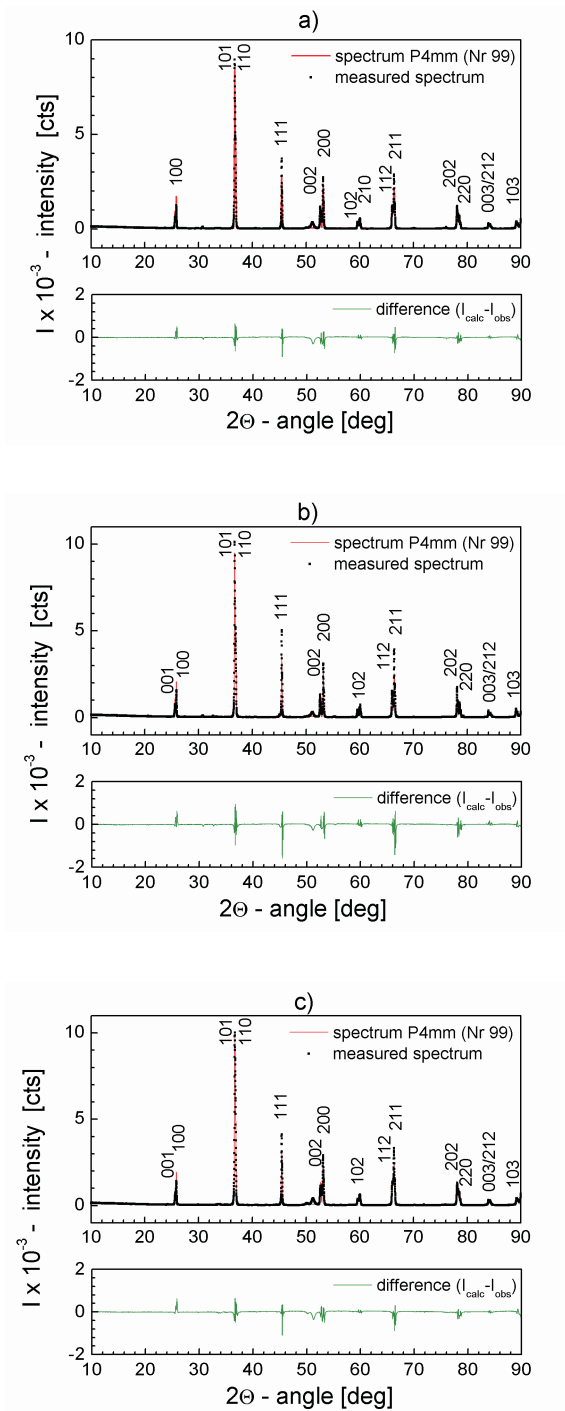 a)
I x 10⁻³ - intensity [cts]
10
5
0
spectrum P4mm (Nr 99)
measured spectrum
100
101
110
111
002
200
102
210
112
211
202
220
003/212
103
10 20 30 40 50 60 70 80 90
2
0
-2
difference (Icalc-Iobs)
10 20 30 40 50 60 70 80 90
2Θ - angle [deg]
b)
I x 10⁻³ - intensity [cts]
10
5
0
spectrum P4mm (Nr 99)
measured spectrum
001
100
101
110
111
002
200
102
112
211
202
220
003/212
103
10 20 30 40 50 60 70 80 90
2
0
-2
difference (Icalc-Iobs)
10 20 30 40 50 60 70 80 90
2Θ - angle [deg]
c)
I x 10⁻³ - intensity [cts]
10
5
0
spectrum P4mm (Nr 99)
measured spectrum
001
100
101
110
111
002
200
102
112
211
202
220
003/212
103
10 20 30 40 50 60 70 80 90
2
0
-2
difference (Icalc-Iobs)
10 20 30 40 50 60 70 80 90
2Θ - angle [deg]